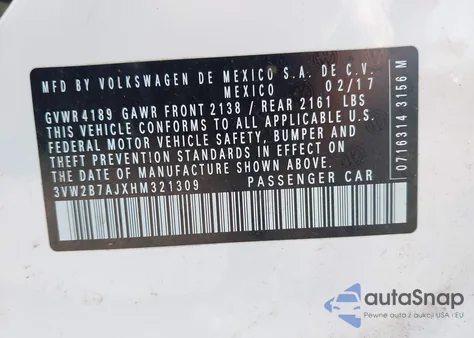 MFD BY VOLKSWAGEN DE MEXICO S.A. DE C.V.
MEXICO 02/17
GVWR4189 GAWR FRONT 2138 / REAR 2161 LBS
THIS VEHICLE CONFORMS TO ALL APPLICABLE
FEDERAL MOTOR VEHICLE SAFETY, BUMPER AND
THEFT PREVENTION STANDARDS IN EFFECT ON
THE DATE OF MANUFACTURE SHOWN ABOVE.
3VW2B7AJXHM321309 PASSENGER CAR
0716314 3156 M
autoSnap
Pewne auta z aukcji USA i EU